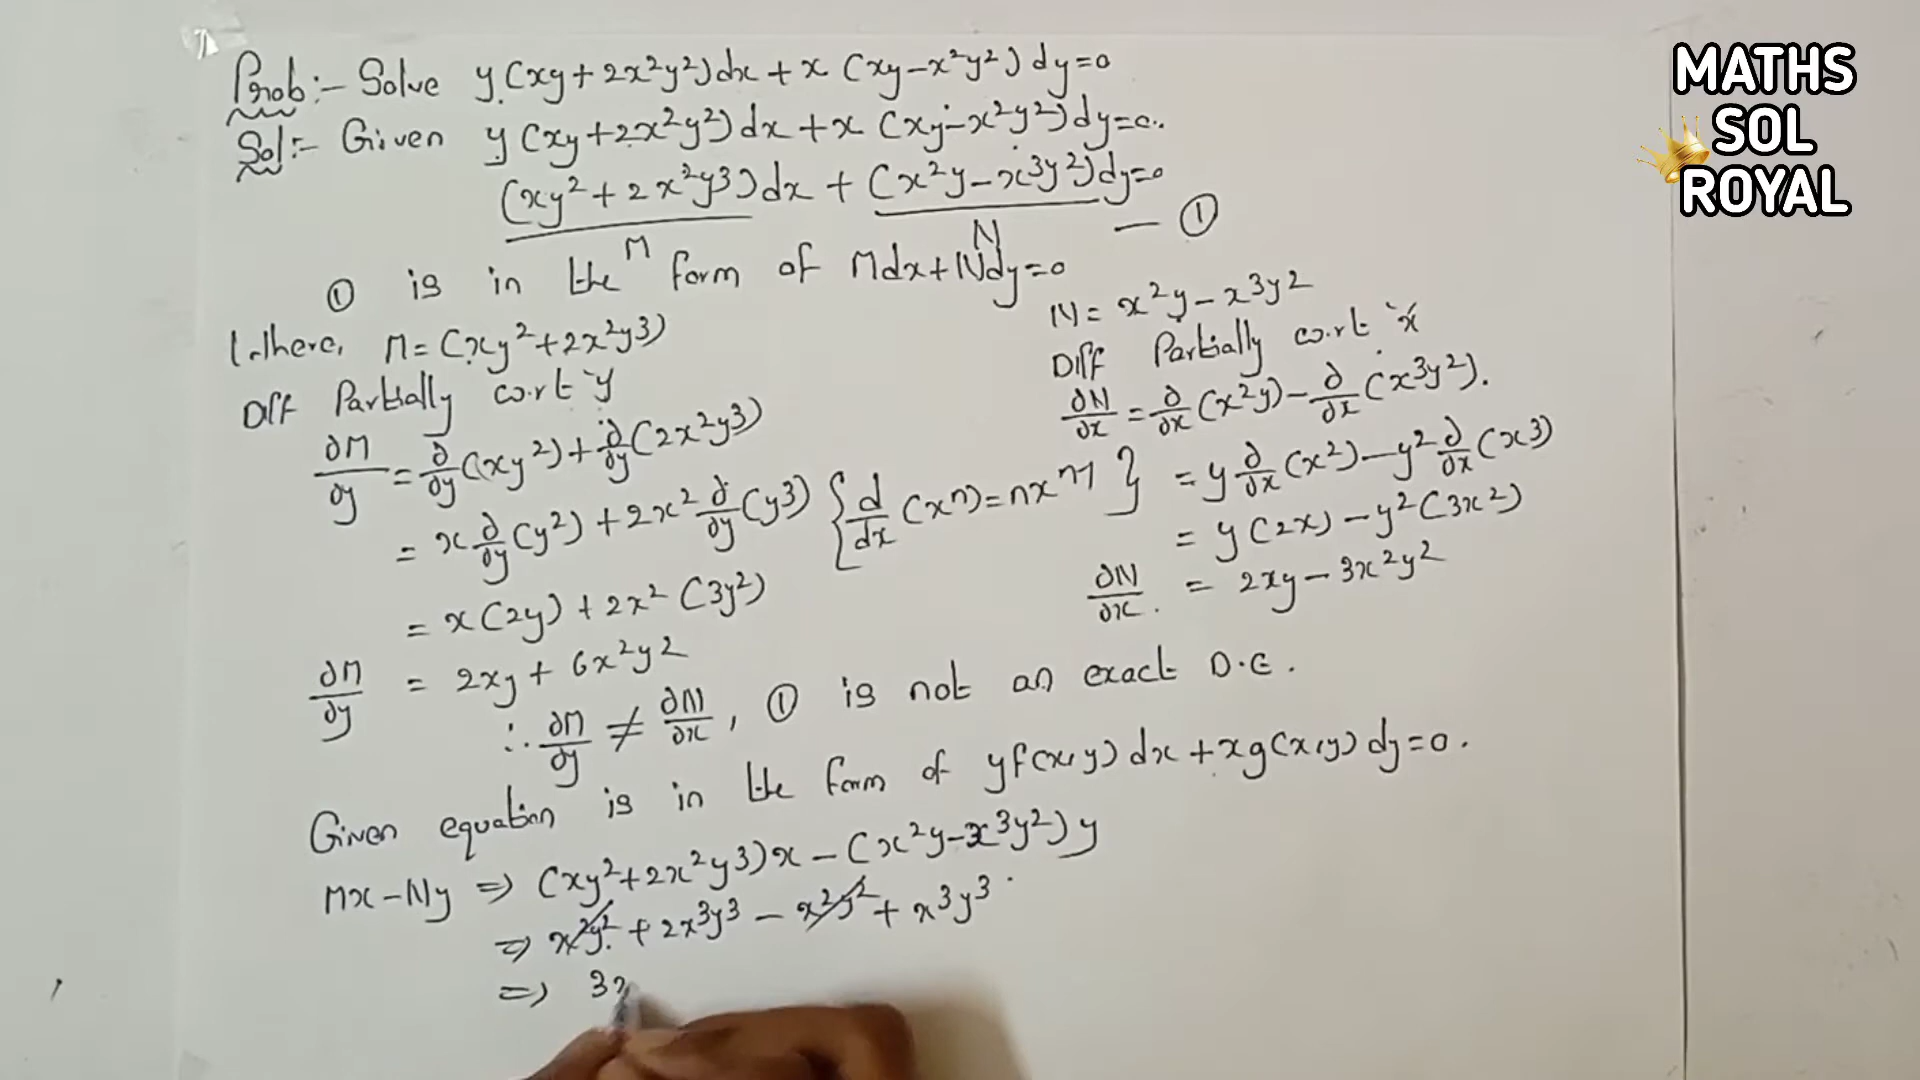 Prob:- Solve y(xy+2x²y²)dx+x(xy-x²y²)dy=0
Sol:- Given y(xy+2x²y²)dx+x(xy-x²y²)dy=0.
(xy²+2x²y³)dx+(x²y-x³y²)dy=0
M N — ①
① is in the form of Mdx+Ndy=0
Where, M=(xy²+2x²y³)
Diff Partially w.r.t 'y'
∂M/∂y = ∂/∂y(xy²)+∂/∂y(2x²y³)
= x ∂/∂y(y²)+2x² ∂/∂y(y³) {d/dx(xⁿ)=nxⁿ⁻¹}
= x(2y)+2x²(3y²)
∂M/∂y = 2xy+6x²y²
N= x²y-x³y²
Diff Partially w.r.t 'x'
∂N/∂x = ∂/∂x(x²y)-∂/∂x(x³y²).
= y ∂/∂x(x²)-y² ∂/∂x(x³)
= y(2x)-y²(3x²)
∂N/∂x = 2xy-3x²y²
∴ ∂M/∂y ≠ ∂N/∂x, ① is not an exact D.E.
Given equation is in the form of yf(x,y)dx+xg(x,y)dy=0.
Mx-Ny ⇒ (xy²+2x²y³)x-(x²y-x³y²)y
⇒ x²y²+2x³y³-x²y²+x³y³.
⇒ 3x
MATHS
SOL
ROYAL